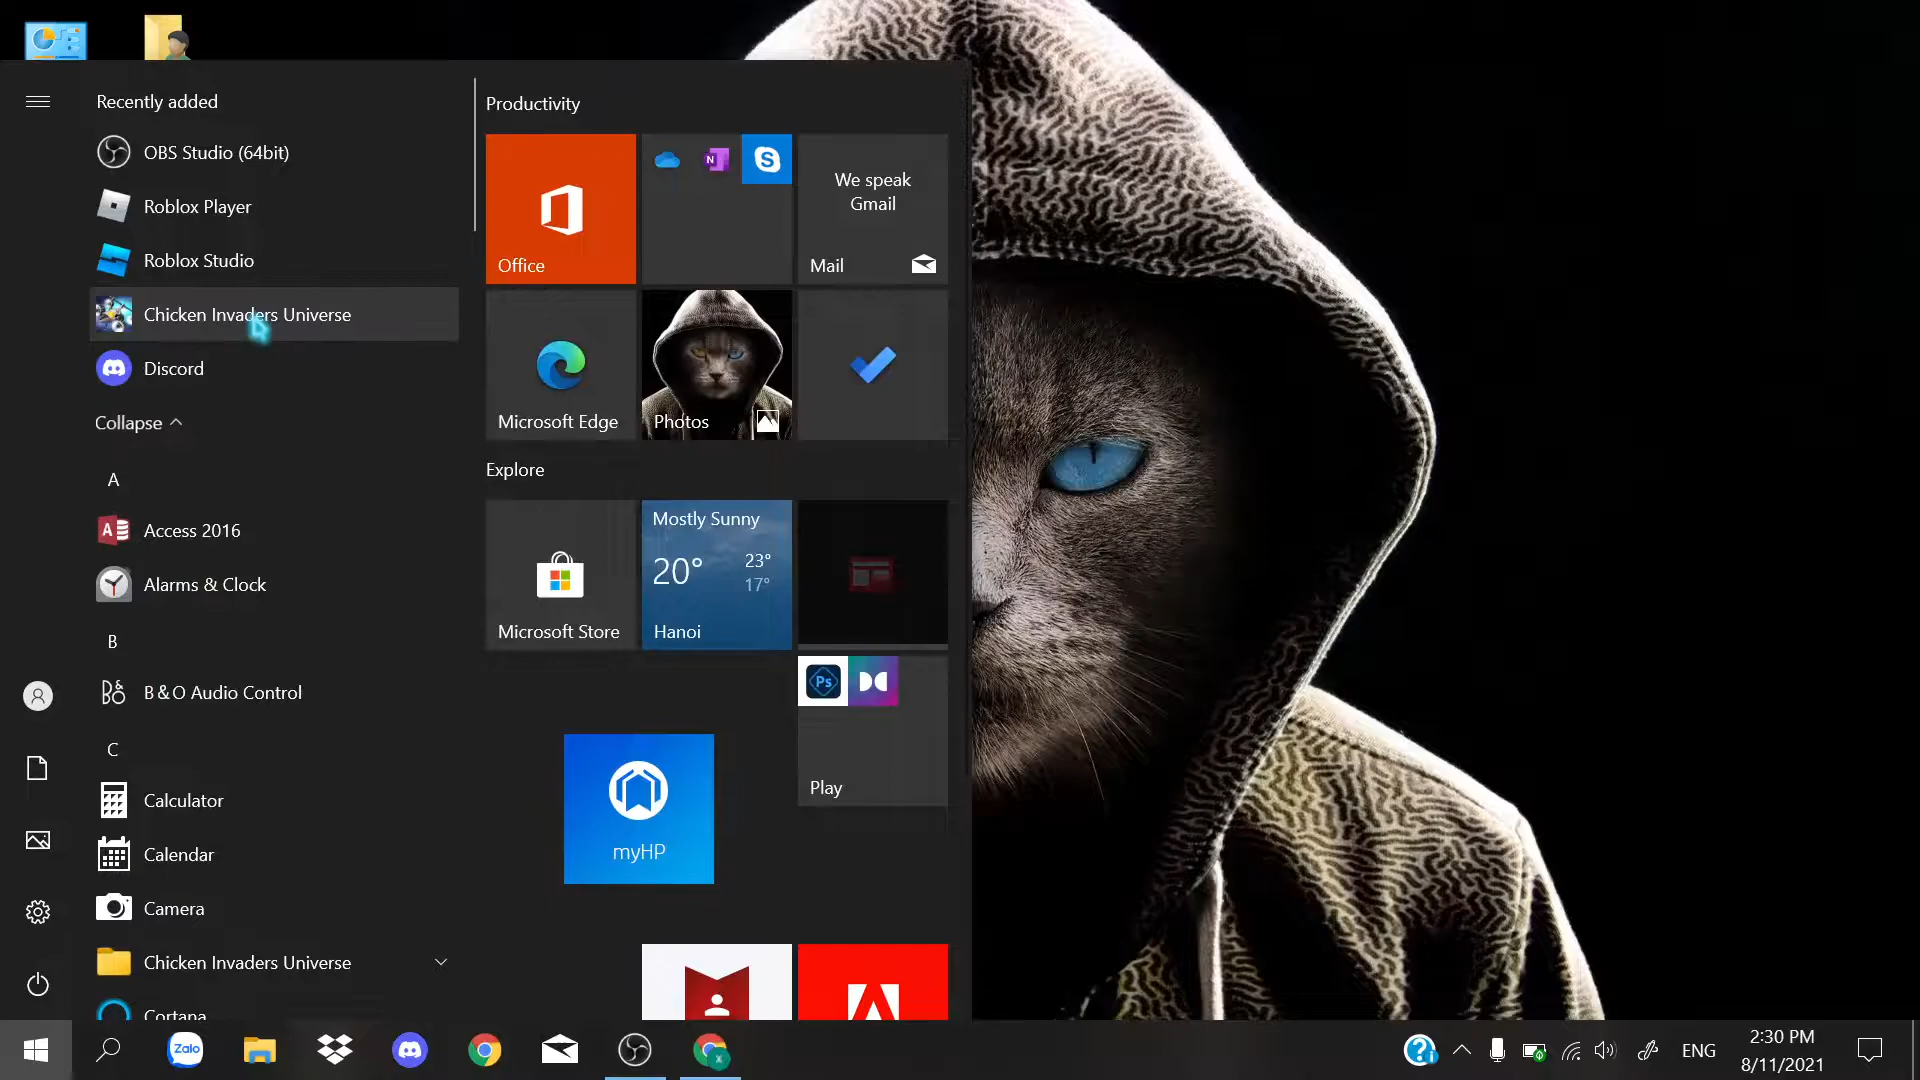 Recently added
OBS Studio (64bit)
Roblox Player
Roblox Studio
Chicken Invaders Universe
Discord
Collapse
A
Access 2016
Alarms & Clock
B
B&O Audio Control
C
Calculator
Calendar
Camera
Chicken Invaders Universe
Cortana
Productivity
Office
N
S
We speak
Gmail
Mail
Microsoft Edge
Photos
Explore
Microsoft Store
Mostly Sunny
20°
23°
17°
Hanoi
Ps
Play
myHP
Zalo
ENG
2:30 PM
8/11/2021